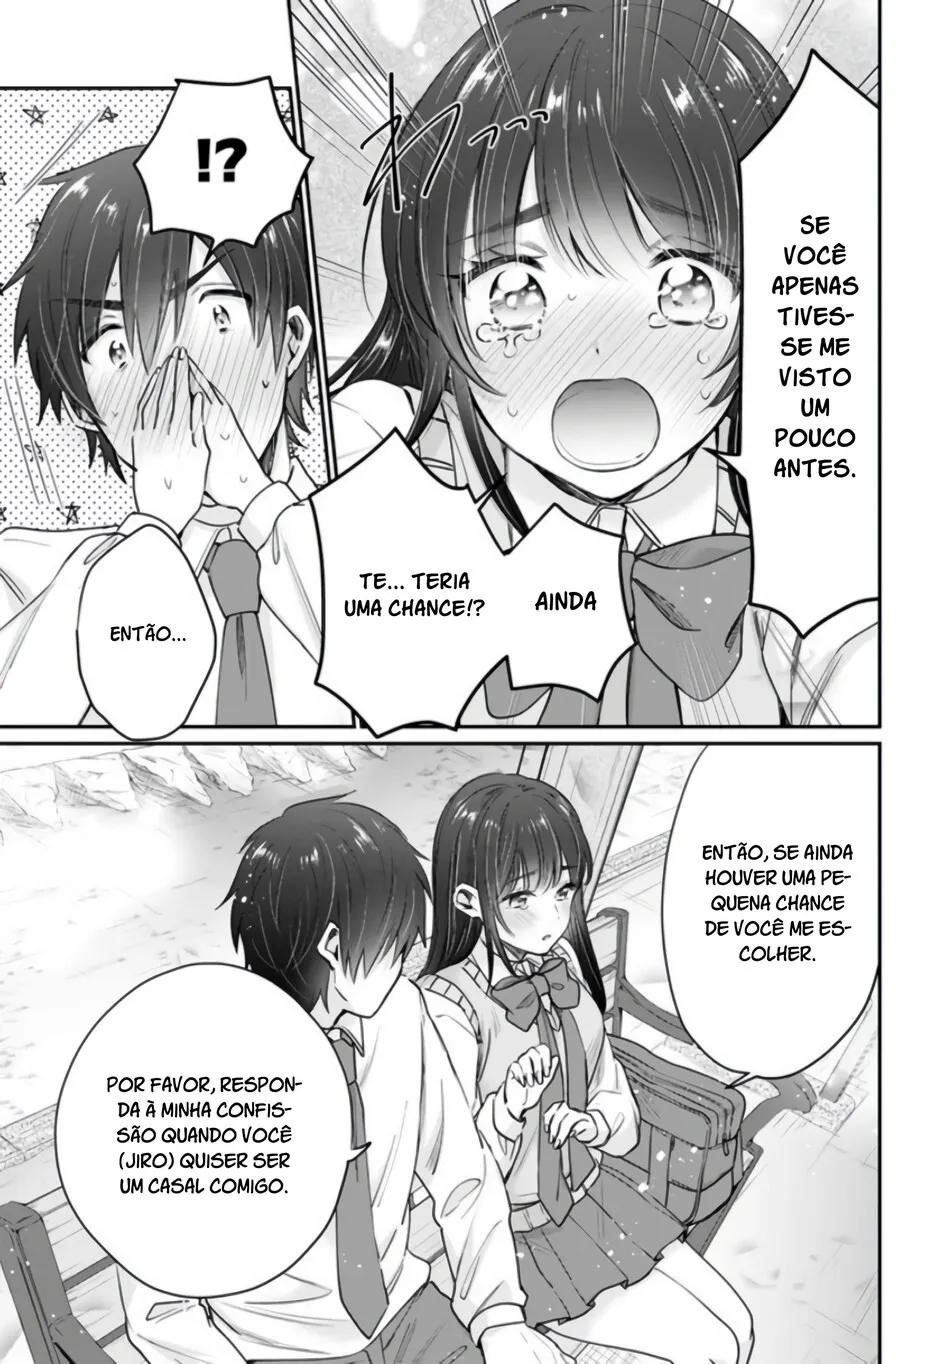 SE
VOCÊ
APENAS
TIVES-
SE ME
VISTO
UM
POUCO
ANTES.
AINDA
TE... TERIA
UMA CHANCE!?
!?
ENTÃO...
ENTÃO, SE AINDA
HOUVER UMA PE-
QUENA CHANCE
DE VOCÊ ME ES-
COLHER.
POR FAVOR, RESPON-
DA À MINHA CONFIS-
SÃO QUANDO VOCÊ
(JIRO) QUISER SER
UM CASAL COMIGO.